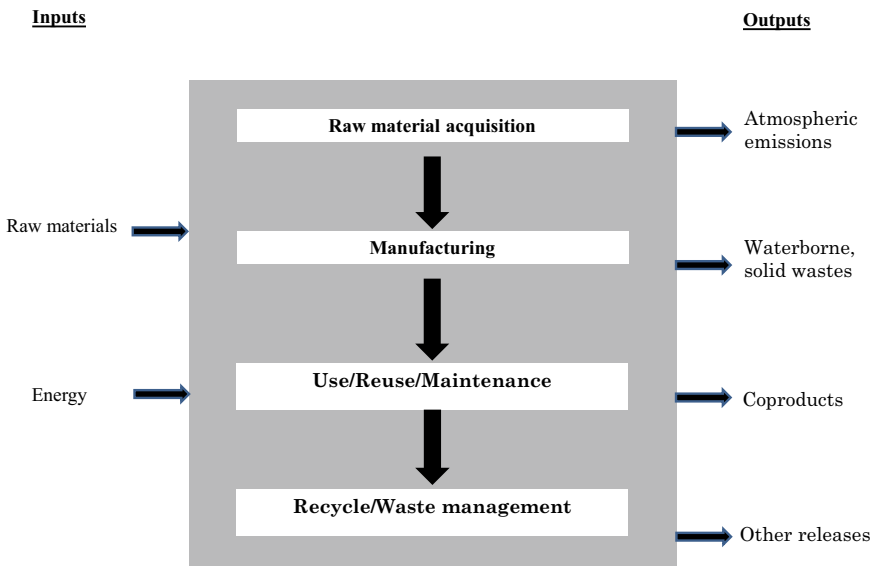 Inputs
Outputs
Raw material acquisition
Atmospheric
emissions
Raw materials
Manufacturing
Waterborne,
solid wastes
Use/Reuse/Maintenance
Energy
Coproducts
Recycle/Waste management
Other releases